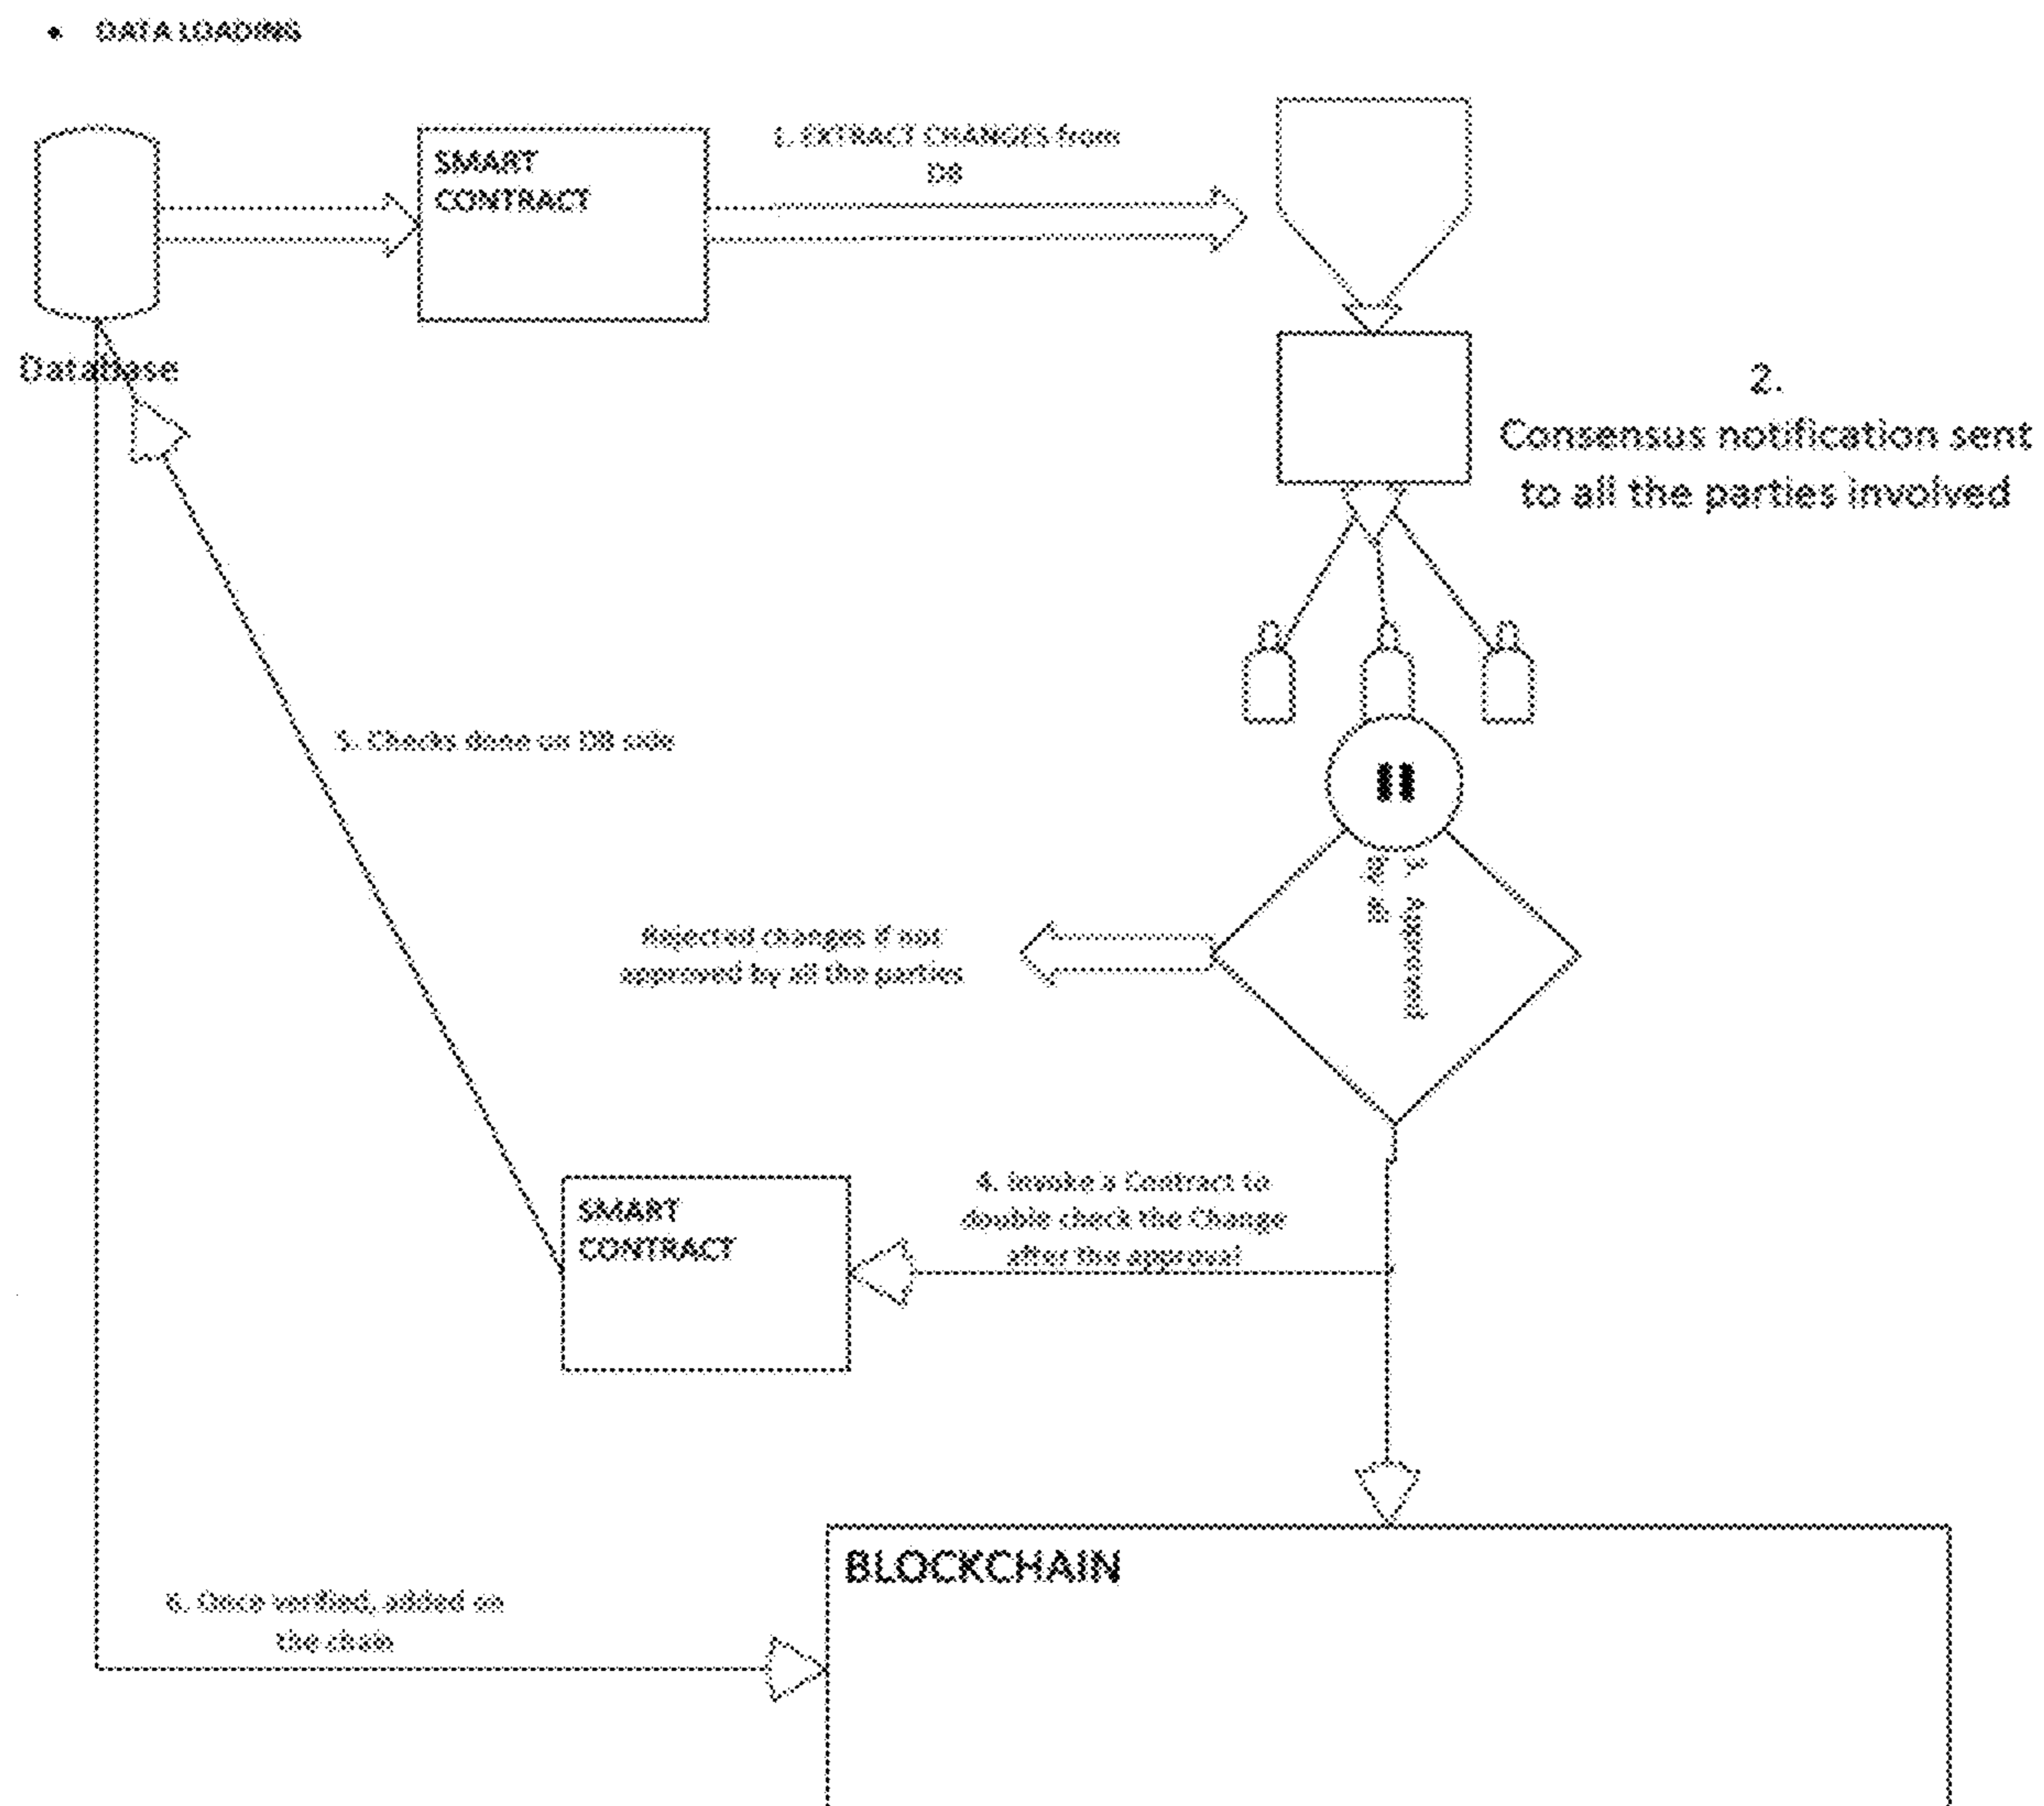 • DATA LOADING
SMART
CONTRACT
1. EXTRACT CHANGES from
DB
Database
2.
Consensus notification sent
to all the parties involved
5. Checks done on DB side
Rejected changes if not
approved by all the parties
4. Invoke a Contract to
double check the Change
after the approval
SMART
CONTRACT
BLOCKCHAIN
6. Once verified, added on
the chain